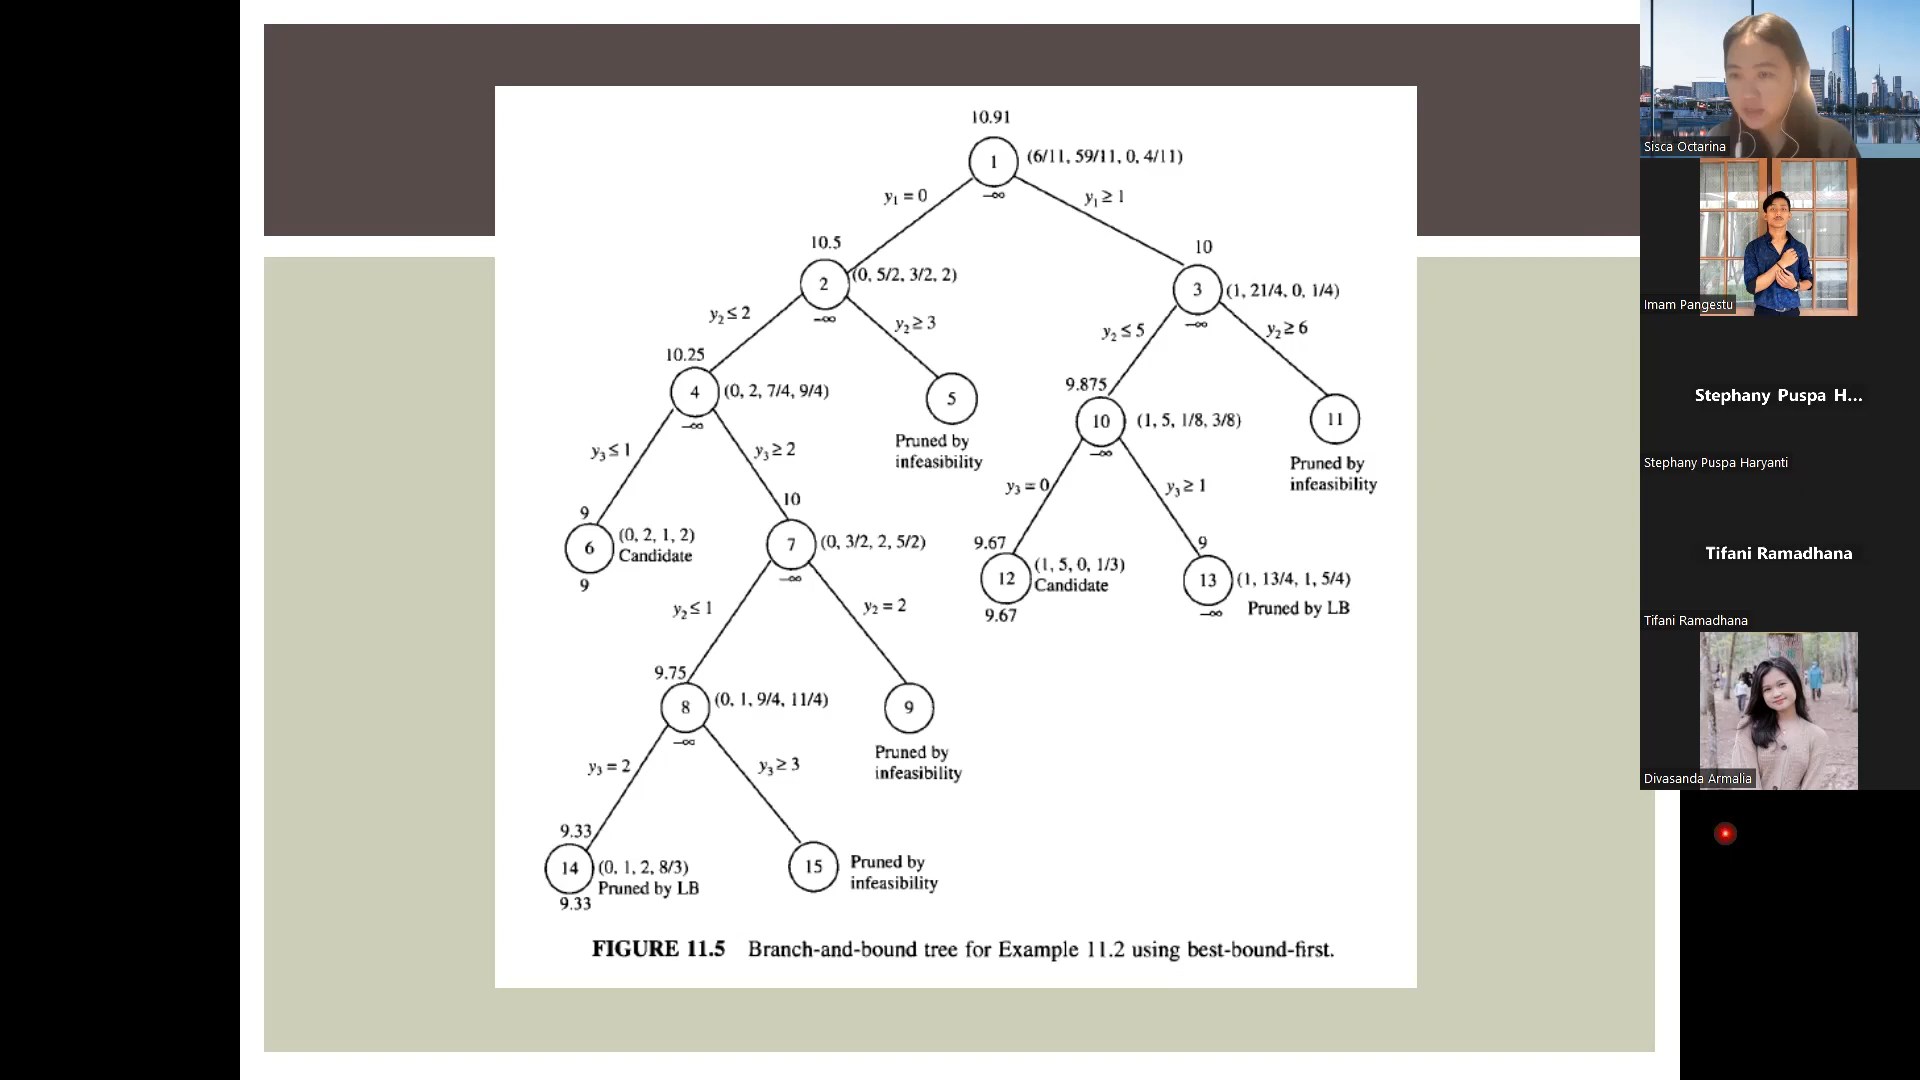 10.91
1
(6/11, 59/11, 0, 4/11)
–∞
y₁ = 0
y₁ ≥ 1
10.5
2
(0, 5/2, 3/2, 2)
–∞
10
3
(1, 21/4, 0, 1/4)
–∞
y₂ ≤ 2
y₂ ≥ 3
y₂ ≤ 5
y₂ ≥ 6
10.25
4
(0, 2, 7/4, 9/4)
–∞
5
Pruned by
infeasibility
9.875
10
(1, 5, 1/8, 3/8)
–∞
11
Pruned by
infeasibility
y₃ ≤ 1
y₃ ≥ 2
y₃ = 0
y₃ ≥ 1
9
6
(0, 2, 1, 2)
Candidate
9
10
7
(0, 3/2, 2, 5/2)
–∞
9.67
12
(1, 5, 0, 1/3)
Candidate
9.67
9
13
(1, 13/4, 1, 5/4)
Pruned by LB
–∞
y₂ ≤ 1
y₂ = 2
9.75
8
(0, 1, 9/4, 11/4)
–∞
9
Pruned by
infeasibility
y₃ = 2
y₃ ≥ 3
9.33
14
(0, 1, 2, 8/3)
Pruned by LB
9.33
15
Pruned by
infeasibility
FIGURE 11.5 Branch-and-bound tree for Example 11.2 using best-bound-first.
Sisca Octarina
Imam Pangestu
Stephany Puspa H...
Stephany Puspa Haryanti
Tifani Ramadhana
Tifani Ramadhana
Divasanda Armalia